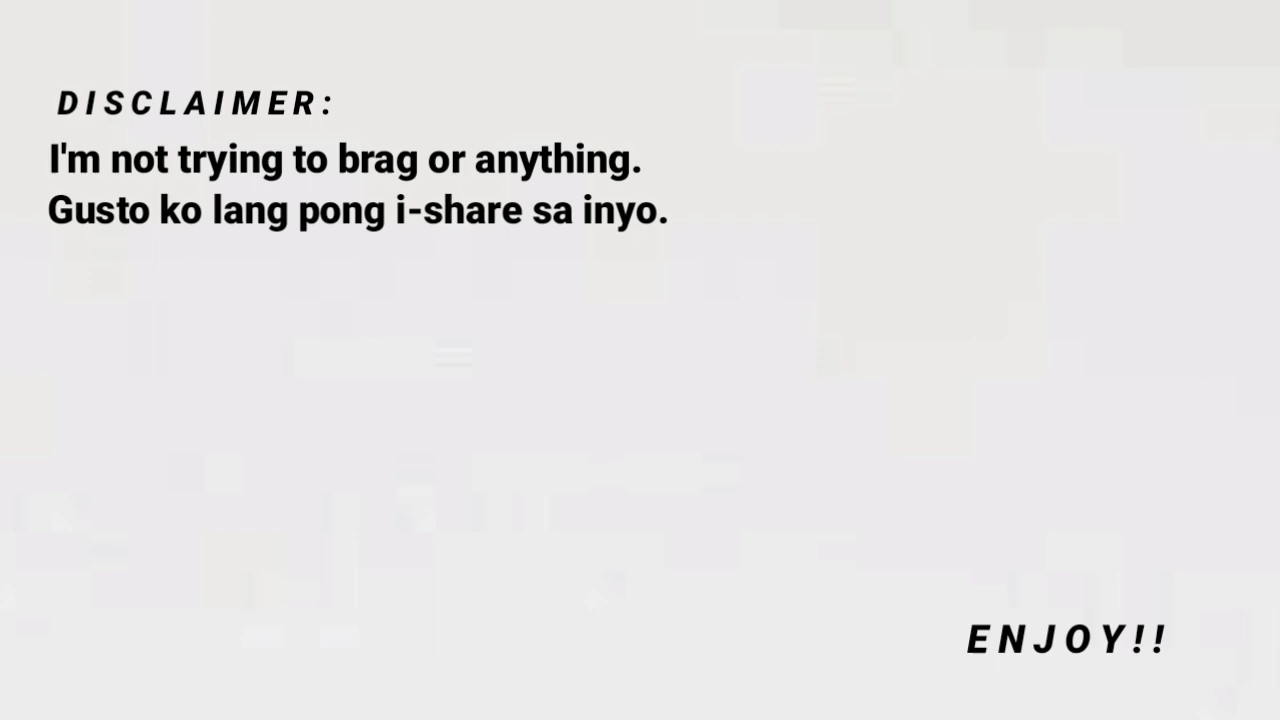 DISCLAIMER:
I'm not trying to brag or anything.
Gusto ko lang pong i-share sa inyo.
ENJOY!!